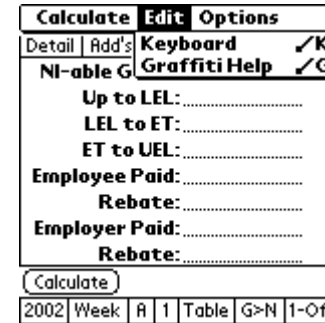 Calculate Edit Options
Detail Add's Keyboard /K
NI-able G Graffiti Help /G
Up to LEL:
LEL to ET:
ET to UEL:
Employee Paid:
Rebate:
Employer Paid:
Rebate:
Calculate
2002 Week A 1 Table G>N 1-Of